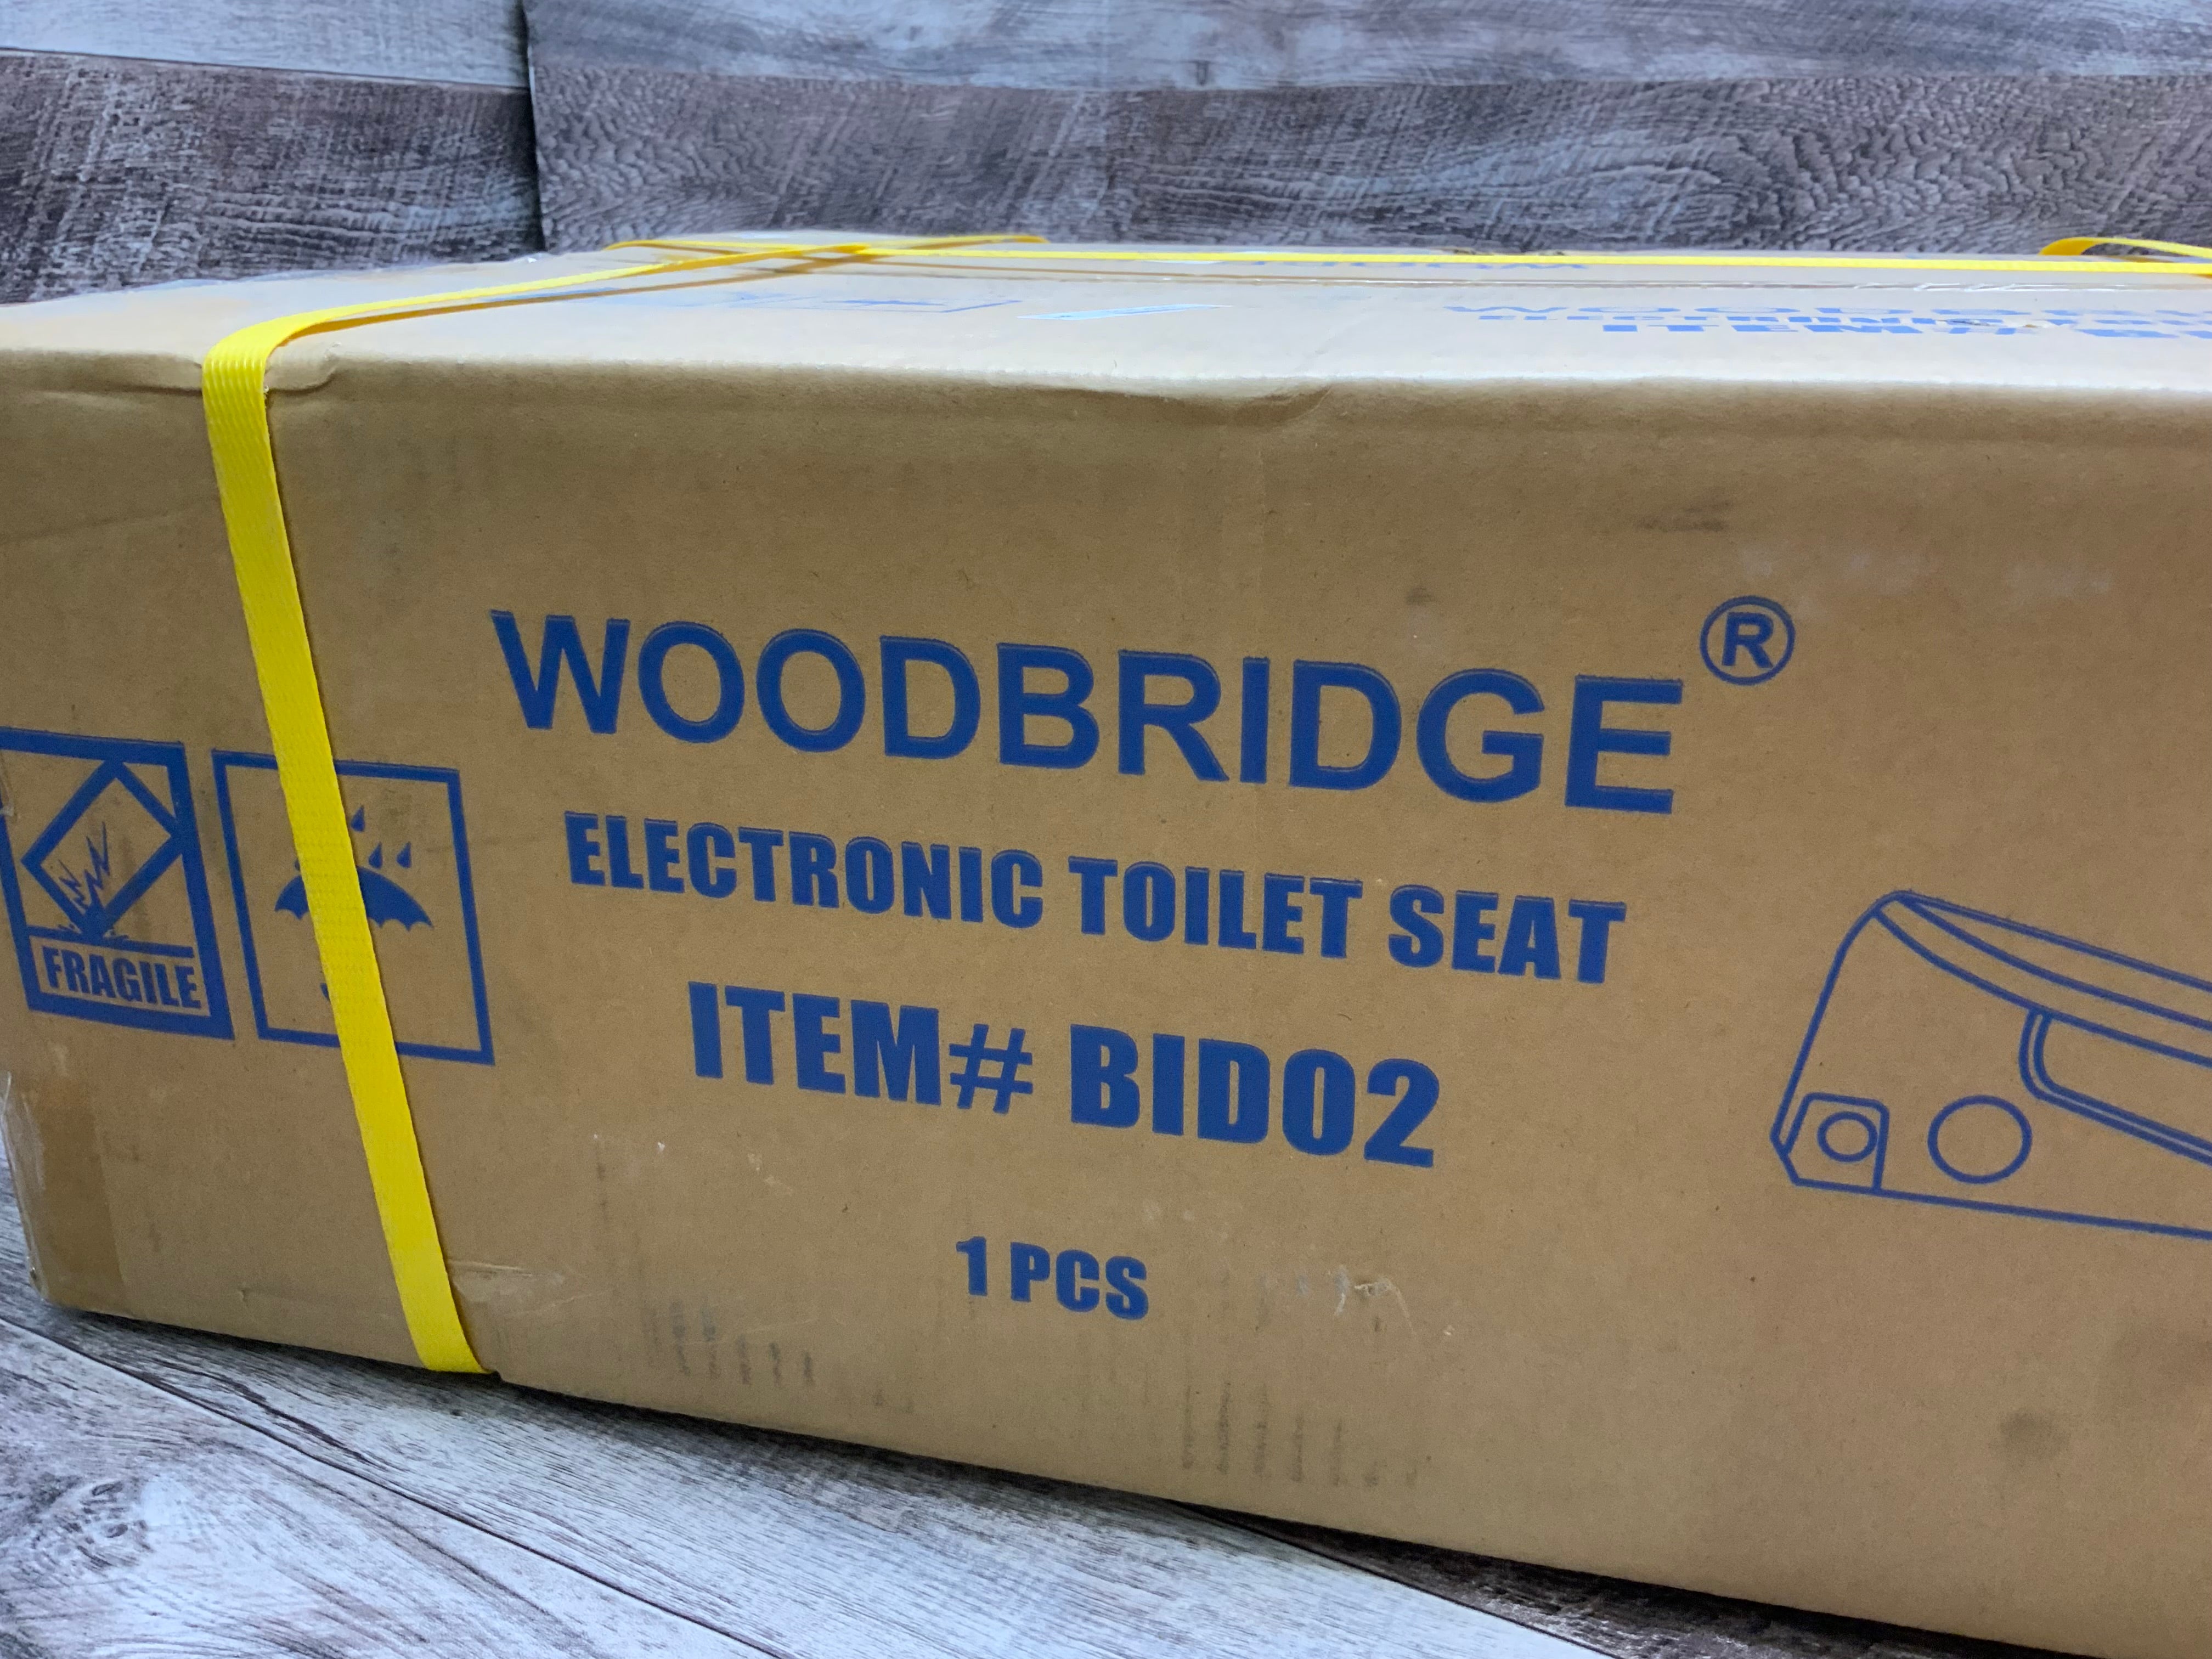 WOODBRIDGE®
ELECTRONIC TOILET SEAT
ITEM# BID02
1 PCS
FRAGILE